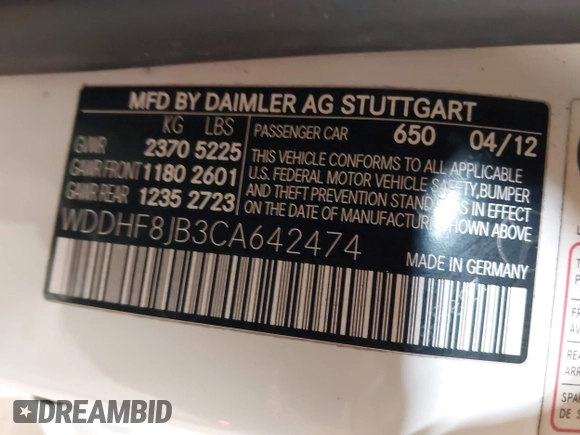 MFD BY DAIMLER AG STUTTGART
KG LBS
GVWR 2370 5225
GAWR FRONT 1180 2601
GAWR REAR 1235 2723
PASSENGER CAR 650 04/12
THIS VEHICLE CONFORMS TO ALL APPLICABLE
U.S. FEDERAL MOTOR VEHICLE SAFETY, BUMPER
AND THEFT PREVENTION STANDARDS IN EFFECT
ON THE DATE OF MANUFACTURE SHOWN ABOVE
WDDHF8JB3CA642474
MADE IN GERMANY
DREAMBID